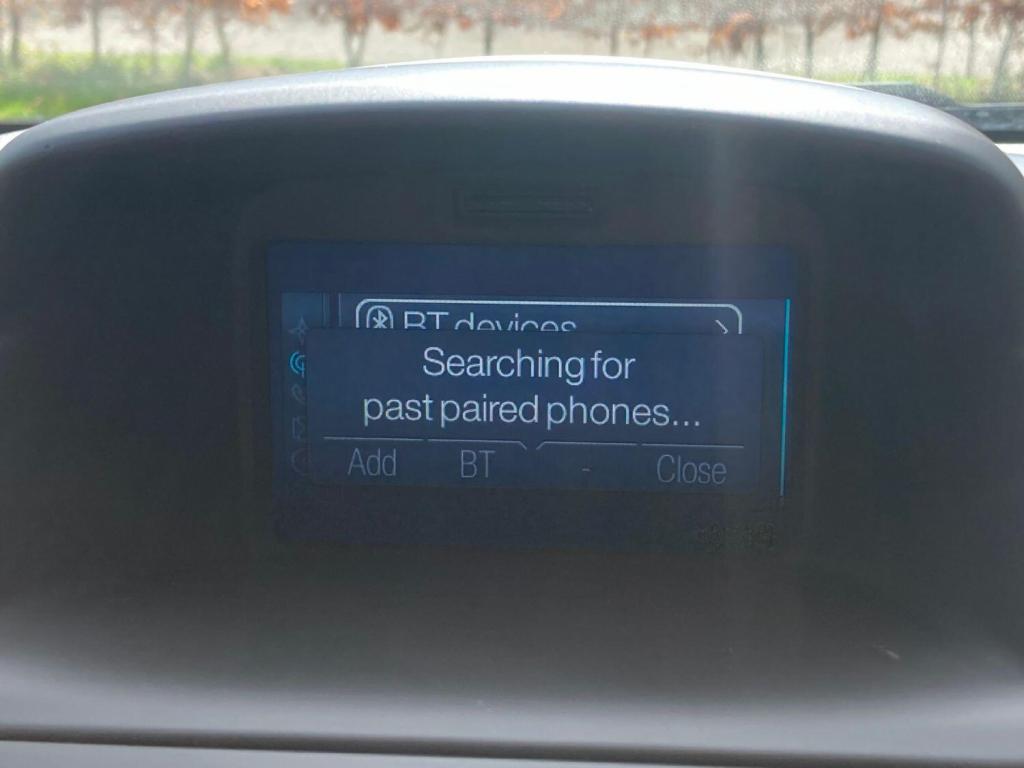 BT devices
Searching for
past paired phones...
Add BT - Close